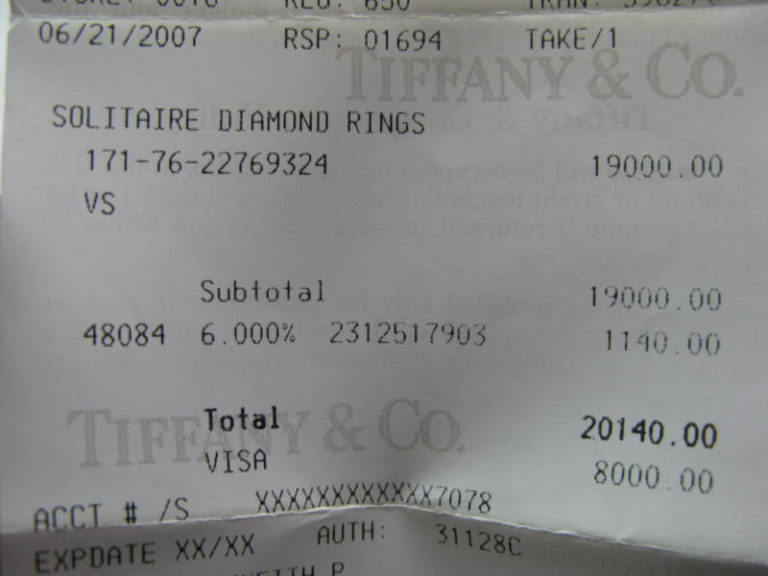 06/21/2007 RSP: 01694 TAKE/1
TIFFANY & CO.
SOLITAIRE DIAMOND RINGS
171-76-22769324 19000.00
VS
Subtotal 19000.00
48084 6.000% 2312517903 1140.00
TIFFANY & CO.
Total 20140.00
VISA 8000.00
ACCT # /S XXXXXXXXXXXX7078
EXPDATE XX/XX AUTH: 31128C